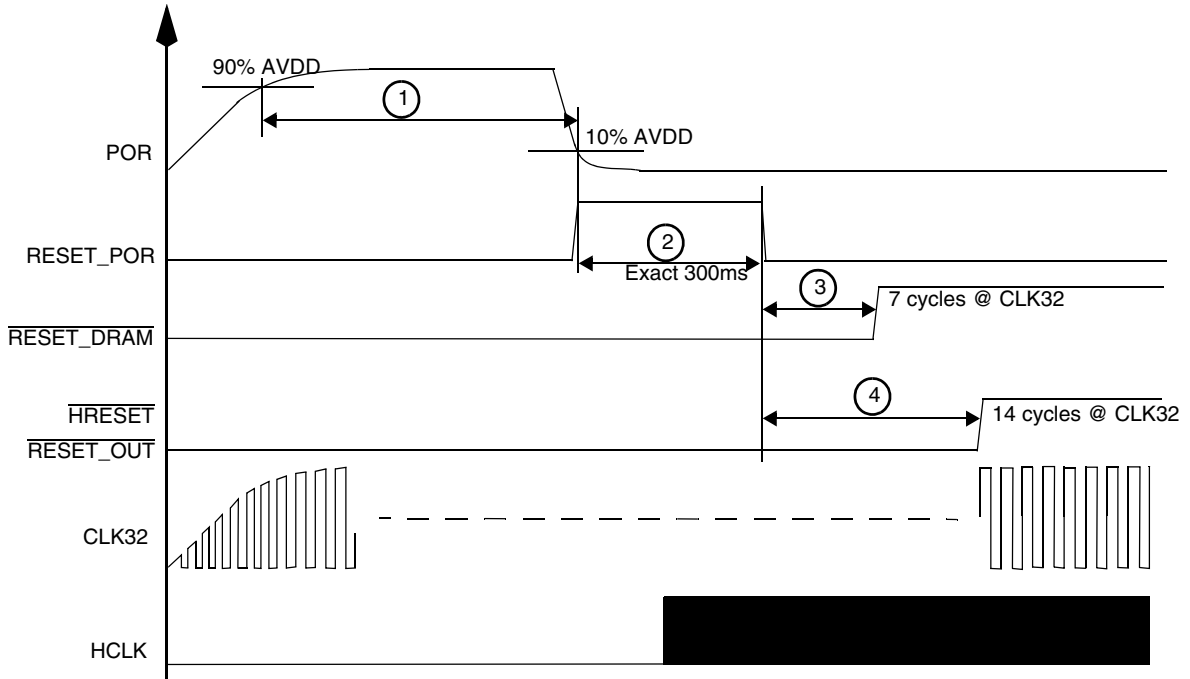 90% AVDD
1
10% AVDD
POR
2
RESET_POR
Exact 300ms
3
7 cycles @ CLK32
RESET_DRAM
4
HRESET
14 cycles @ CLK32
RESET_OUT
CLK32
HCLK